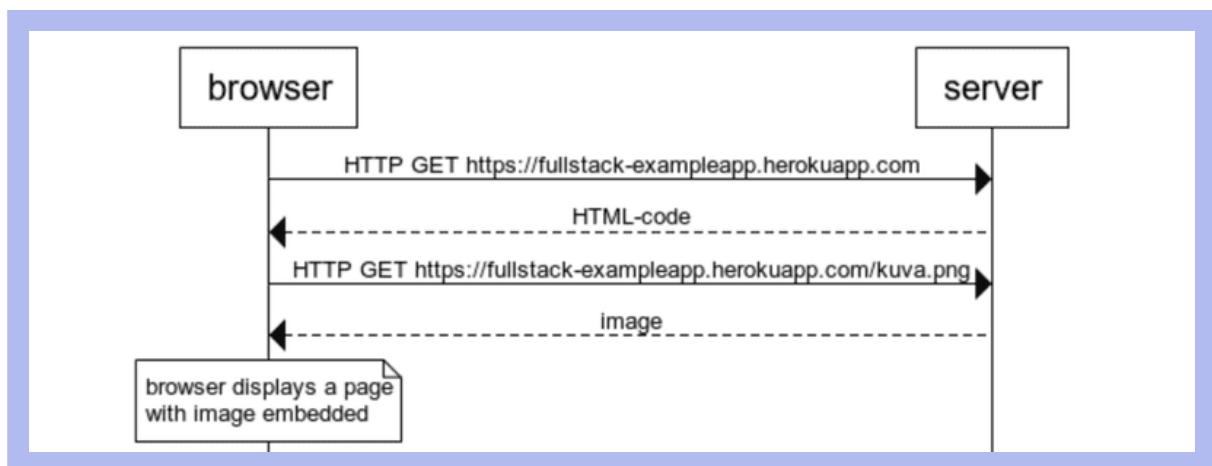 browser
server
HTTP GET https://fullstack-exampleapp.herokuapp.com
HTML-code
HTTP GET https://fullstack-exampleapp.herokuapp.com/kuva.png
image
browser displays a page
with image embedded